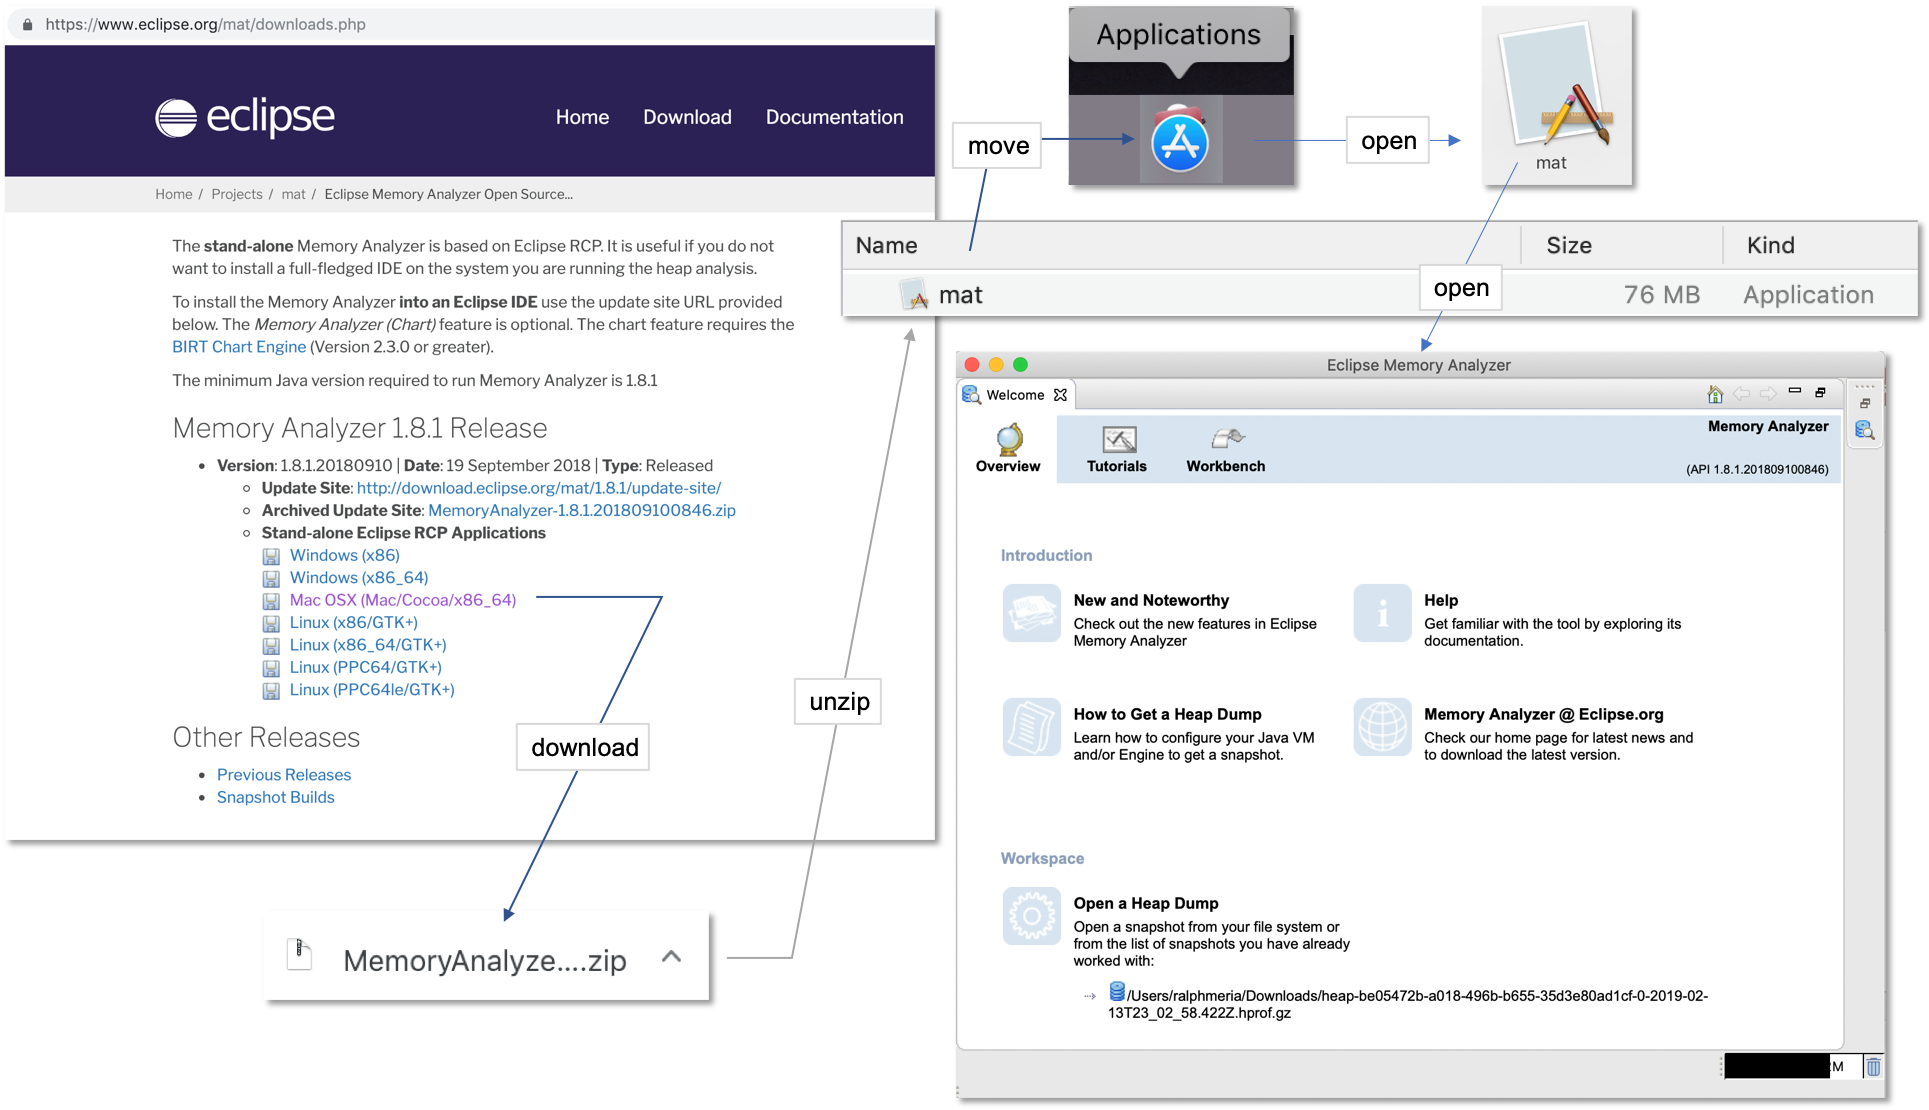 https://www.eclipse.org/mat/downloads.php
eclipse
Home Download Documentation
Home / Projects / mat / Eclipse Memory Analyzer Open Source...
The stand-alone Memory Analyzer is based on Eclipse RCP. It is useful if you do not
want to install a full-fledged IDE on the system you are running the heap analysis.
To install the Memory Analyzer into an Eclipse IDE use the update site URL provided
below. The Memory Analyzer (Chart) feature is optional. The chart feature requires the
BIRT Chart Engine (Version 2.3.0 or greater).
The minimum Java version required to run Memory Analyzer is 1.8.1
Memory Analyzer 1.8.1 Release
• Version: 1.8.1.20180910 | Date: 19 September 2018 | Type: Released
Update Site: http://download.eclipse.org/mat/1.8.1/update-site/
Archived Update Site: MemoryAnalyzer-1.8.1.201809100846.zip
Stand-alone Eclipse RCP Applications
Windows (x86)
Windows (x86_64)
Mac OSX (Mac/Cocoa/x86_64)
Linux (x86/GTK+)
Linux (x86_64/GTK+)
Linux (PPC64/GTK+)
Linux (PPC64le/GTK+)
Other Releases
• Previous Releases
• Snapshot Builds
download
MemoryAnalyze....zip
unzip
move
Applications
open
mat
Name Size Kind
mat 76 MB Application
open
Eclipse Memory Analyzer
Welcome
Overview Tutorials Workbench
Memory Analyzer
(API 1.8.1.201809100846)
Introduction
New and Noteworthy
Check out the new features in Eclipse
Memory Analyzer
Help
Get familiar with the tool by exploring its
documentation.
How to Get a Heap Dump
Learn how to configure your Java VM
and/or Engine to get a snapshot.
Memory Analyzer @ Eclipse.org
Check our home page for latest news and
to download the latest version.
Workspace
Open a Heap Dump
Open a snapshot from your file system or
from the list of snapshots you have already
worked with:
/Users/ralphmeria/Downloads/heap-be05472b-a018-496b-b655-35d3e80ad1cf-0-2019-02-
13T23_02_58.422Z.hprof.gz